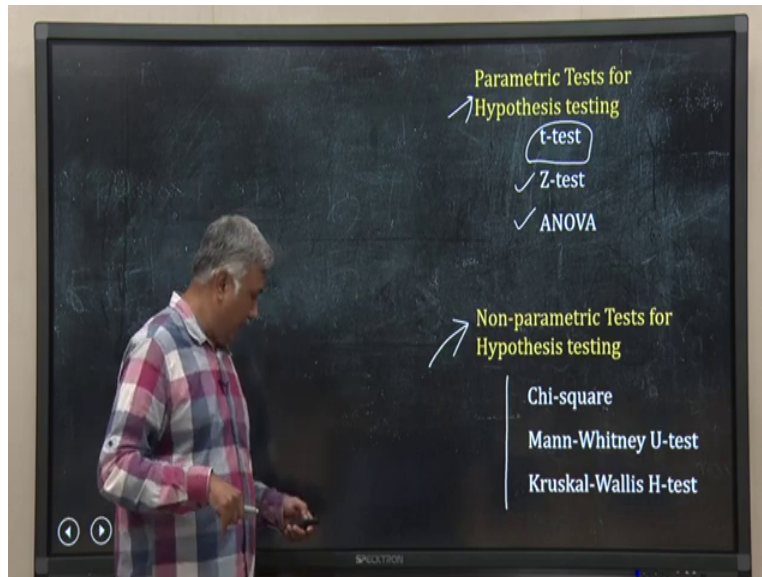 Parametric Tests for
Hypothesis testing
t-test
Z-test
ANOVA
Non-parametric Tests for
Hypothesis testing
Chi-square
Mann-Whitney U-test
Kruskal-Wallis H-test
SPECKTRON